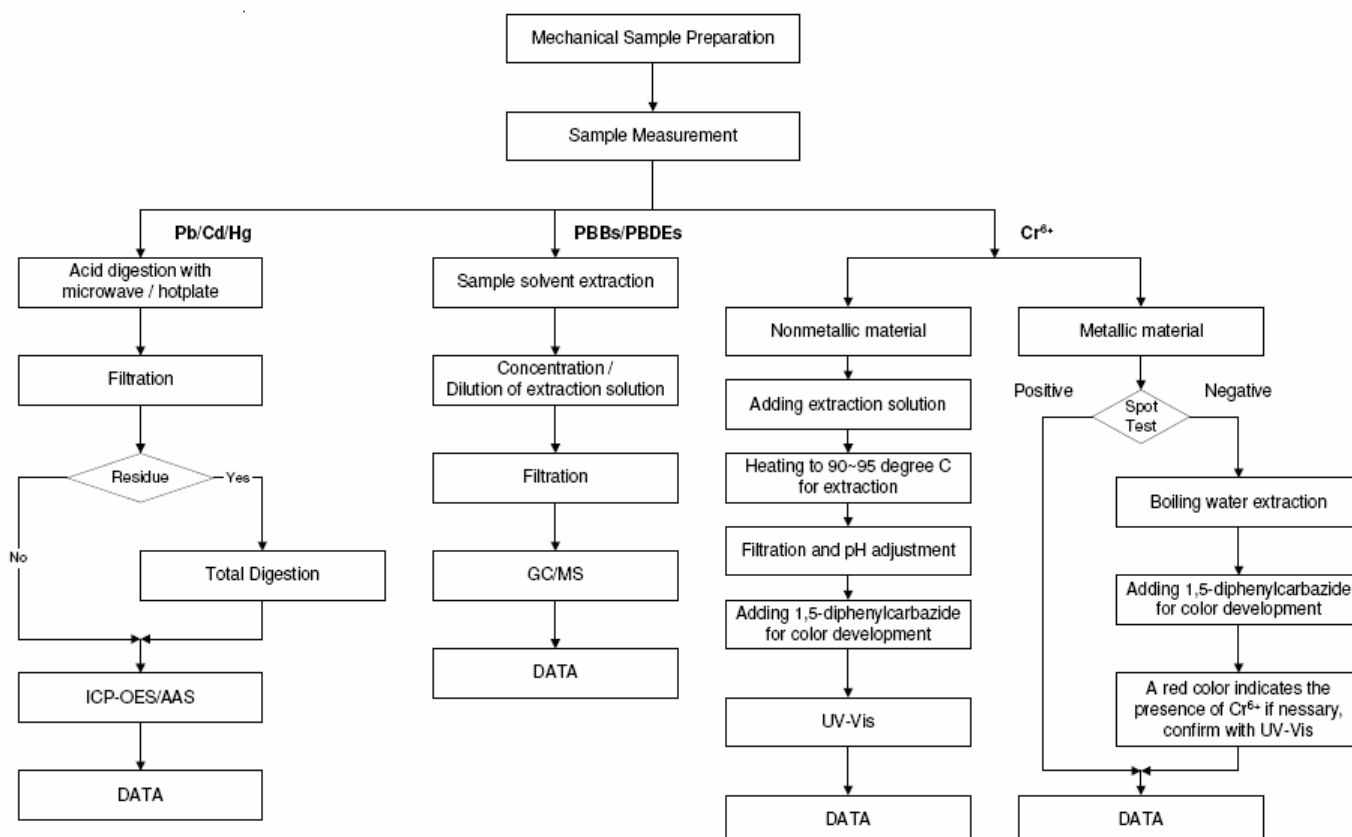 Mechanical Sample Preparation
Sample Measurement
Pb/Cd/Hg
Acid digestion with
microwave / hotplate
Filtration
Residue
Yes
No
Total Digestion
ICP-OES/AAS
DATA
PBBs/PBDEs
Sample solvent extraction
Concentration /
Dilution of extraction solution
Filtration
GC/MS
DATA
Cr⁶⁺
Nonmetallic material
Adding extraction solution
Heating to 90~95 degree C
for extraction
Filtration and pH adjustment
Adding 1,5-diphenylcarbazide
for color development
UV-Vis
DATA
Metallic material
Positive
Spot
Test
Negative
Boiling water extraction
Adding 1,5-diphenylcarbazide
for color development
A red color indicates the
presence of Cr⁶⁺ if nessary,
confirm with UV-Vis
DATA